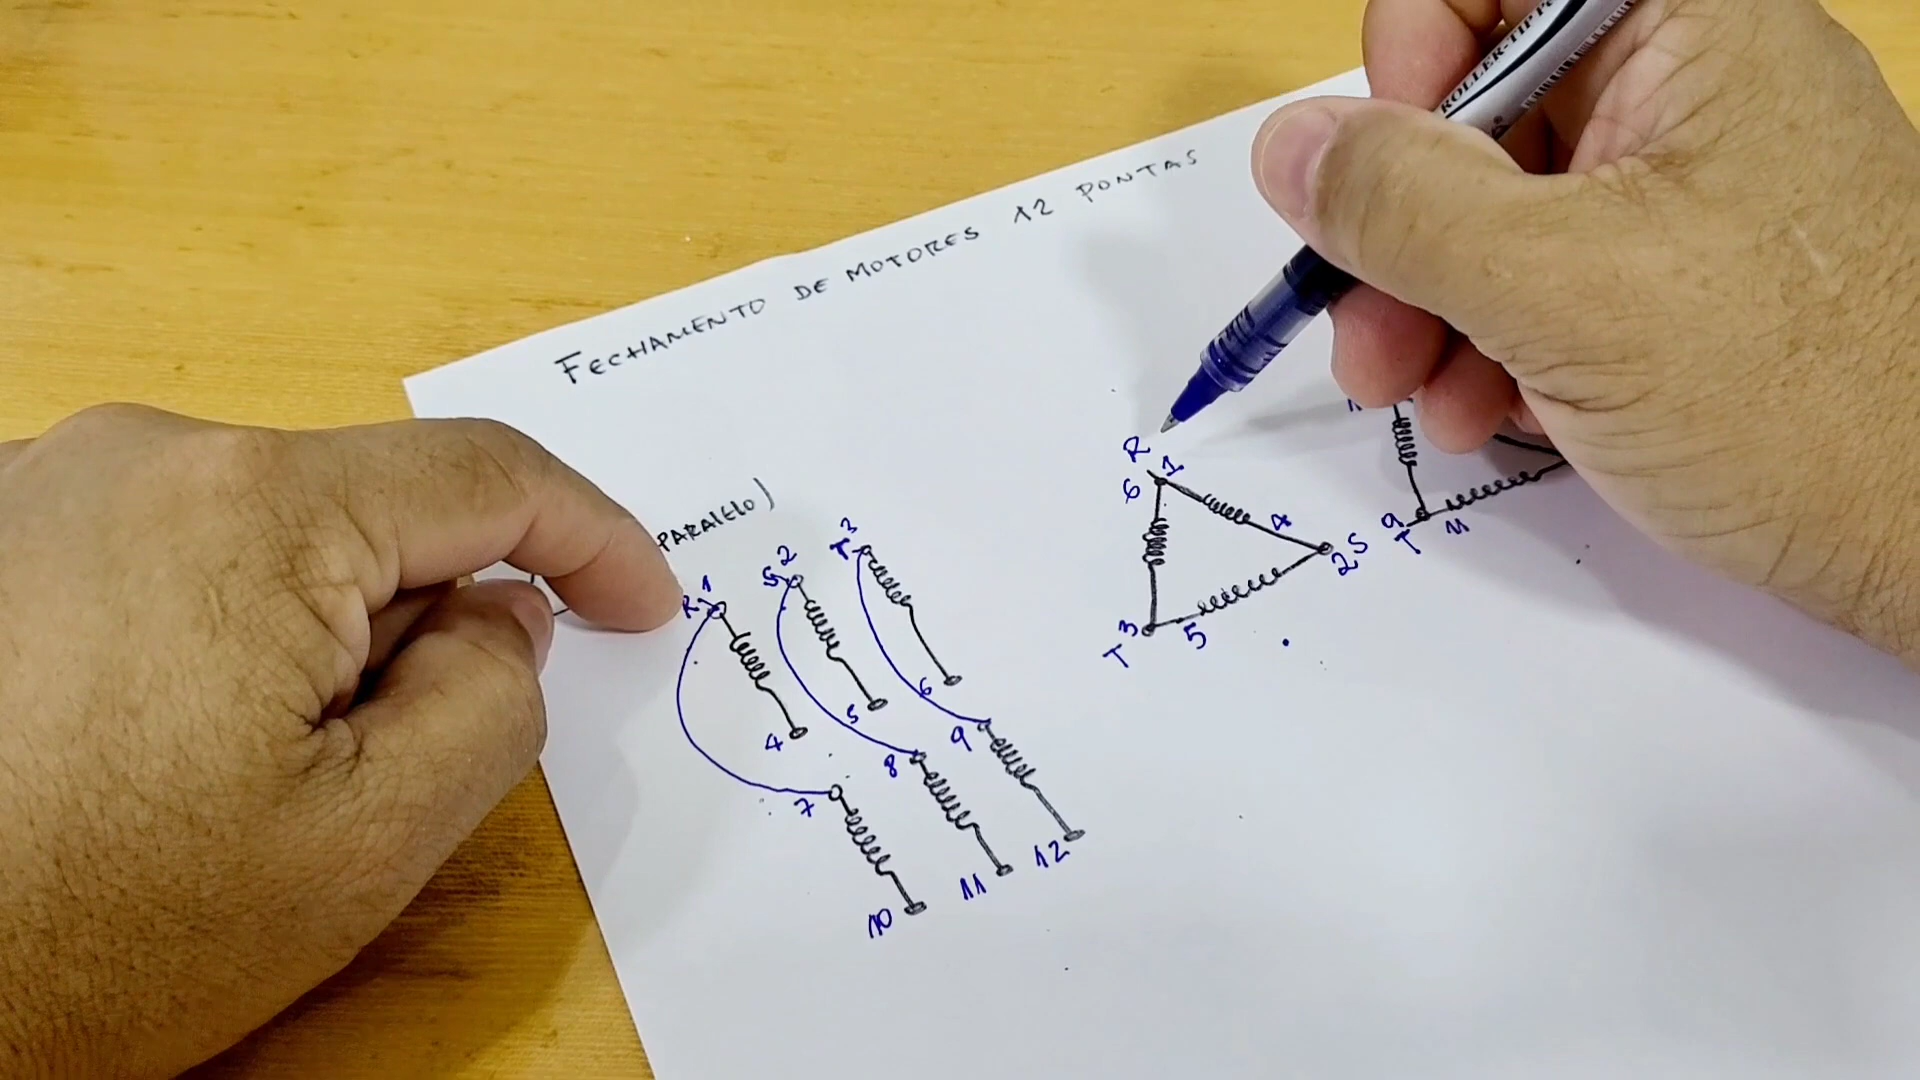 FECHAMENTO DE MOTORES 12 PONTAS
PARALELO)
R 1
S 2
T 3
4
5
6
7
8
9
10
11
12
R
6 1
4
2 S
T 3
5
9
T 11
ROLLER-TIP